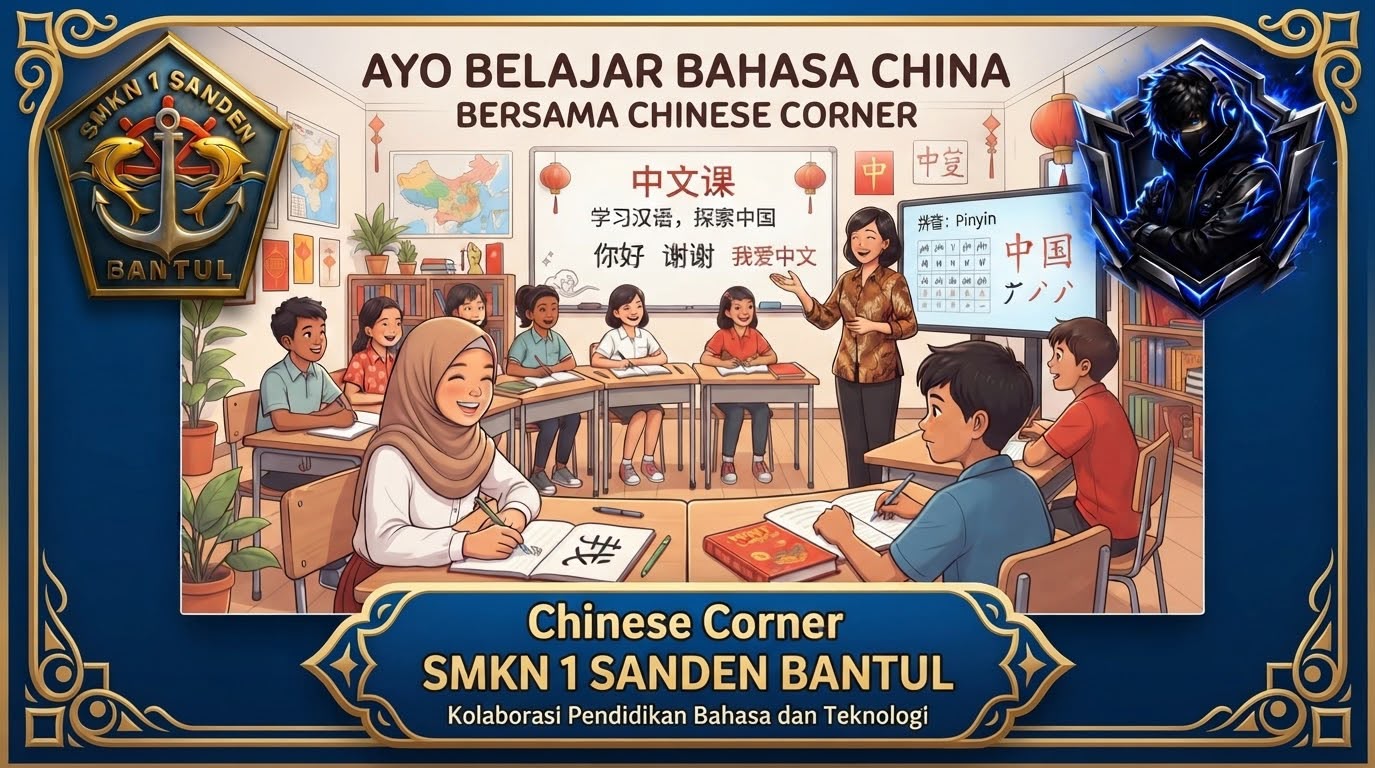 AYO BELAJAR BAHASA CHINA
BERSAMA CHINESE CORNER
SMKN 1 SANDEN
BANTUL
中文课
学习汉语，探索中国
你好 谢谢 我爱中文
中
中
拼音：Pinyin
中国
我
Chinese Corner
SMKN 1 SANDEN BANTUL
Kolaborasi Pendidikan Bahasa dan Teknologi